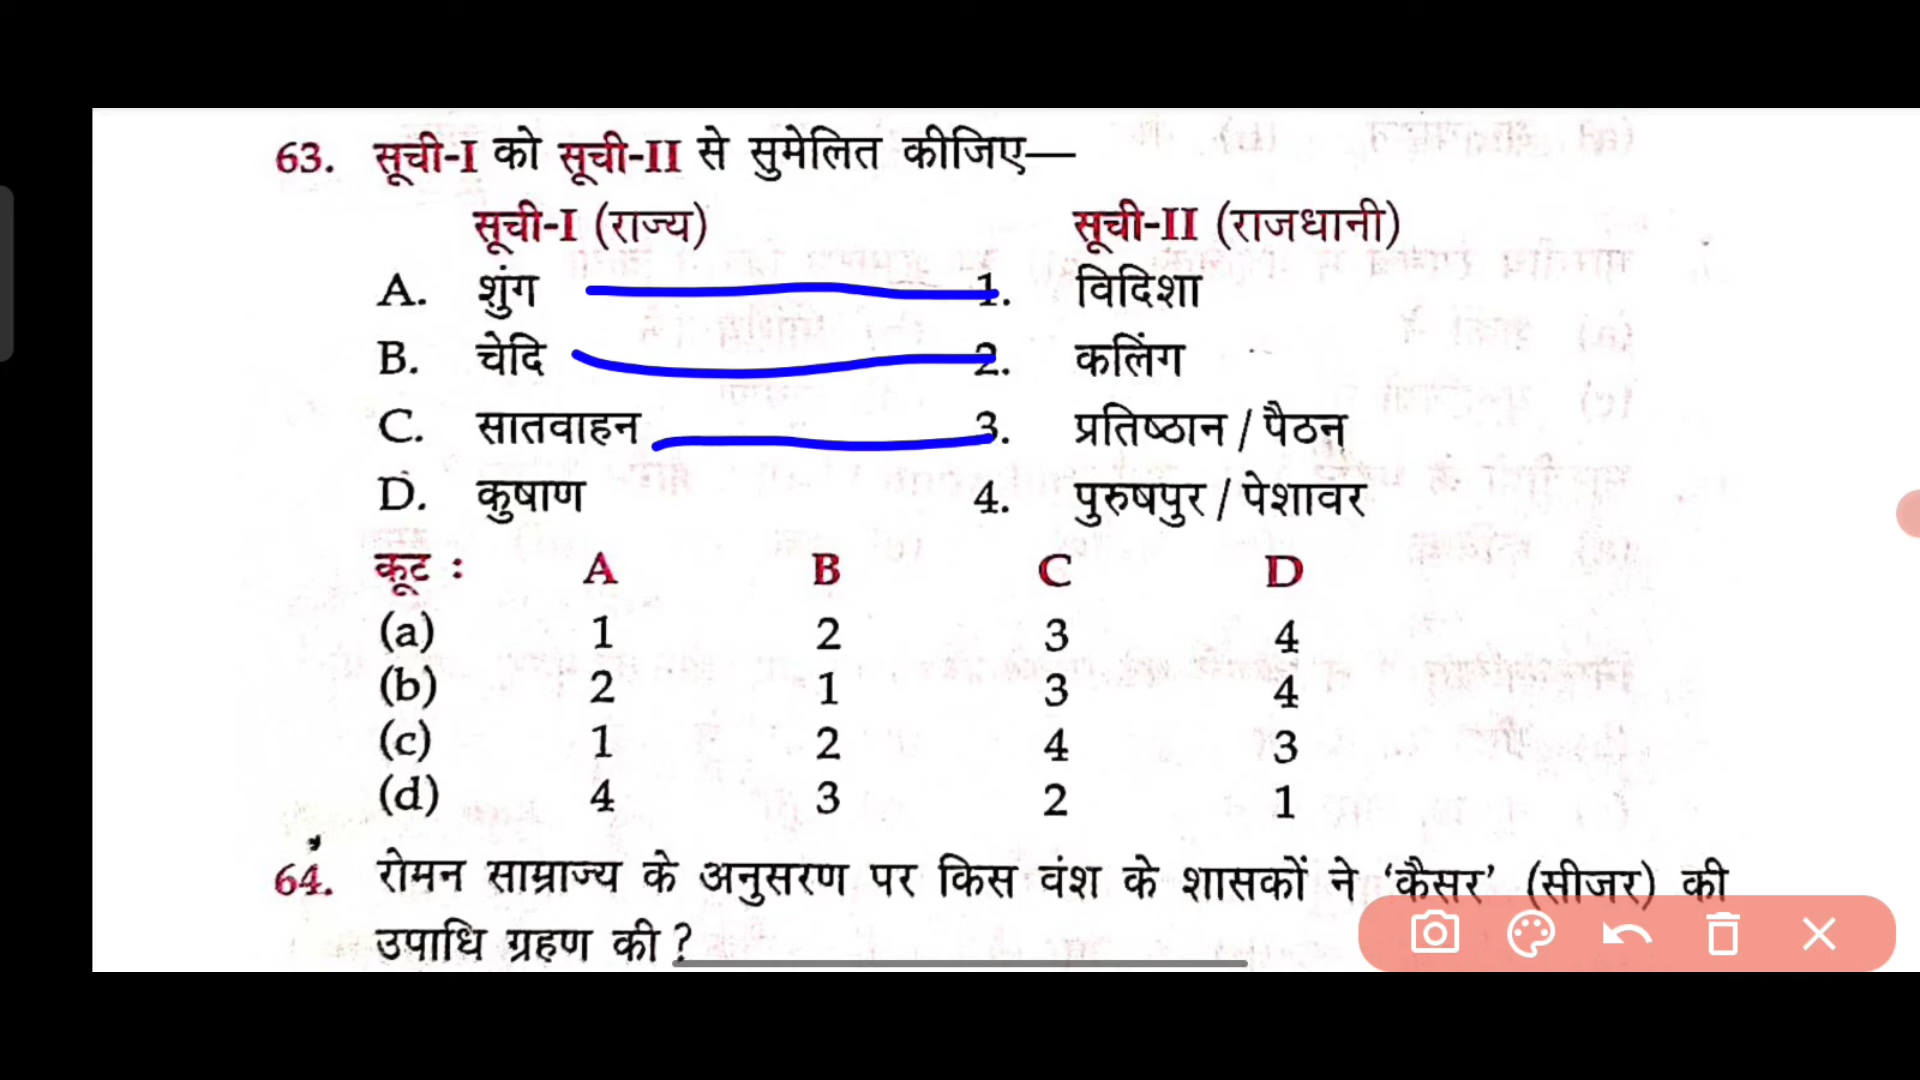 63. सूची-I को सूची-II से सुमेलित कीजिए—
सूची-I (राज्य) सूची-II (राजधानी)
A. शुंग 1. विदिशा
B. चेदि 2. कलिंग
C. सातवाहन 3. प्रतिष्ठान / पैठन
D. कुषाण 4. पुरुषपुर / पेशावर
कूट : A B C D
(a) 1 2 3 4
(b) 2 1 3 4
(c) 1 2 4 3
(d) 4 3 2 1
64. रोमन साम्राज्य के अनुसरण पर किस वंश के शासकों ने ‘कैसर’ (सीजर) की
उपाधि ग्रहण की ?